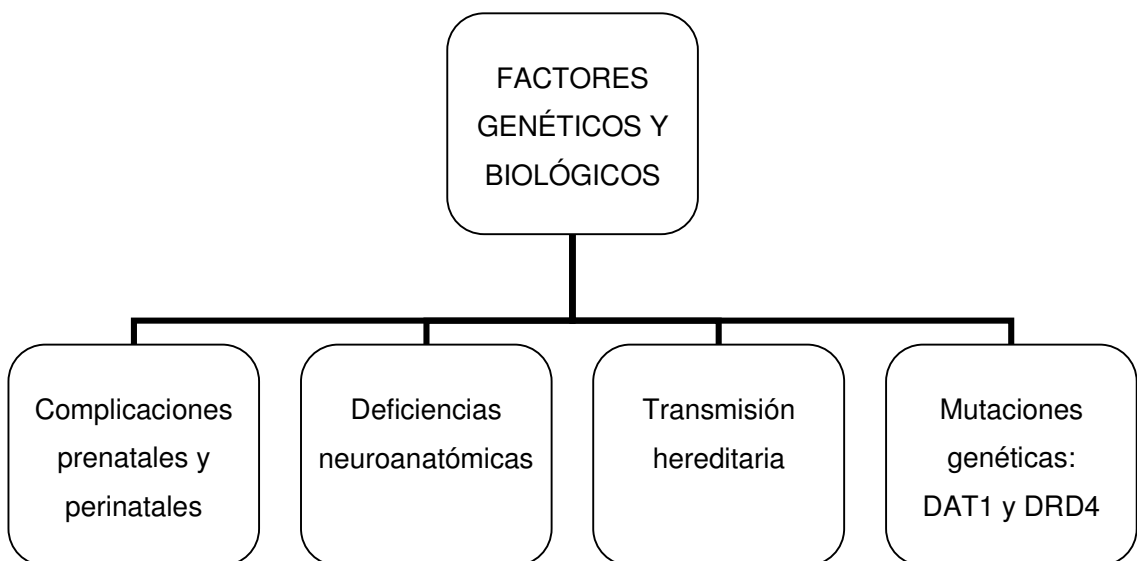 FACTORES
GENÉTICOS Y
BIOLÓGICOS
Complicaciones
prenatales y
perinatales
Deficiencias
neuroanatómicas
Transmisión
hereditaria
Mutaciones
genéticas:
DAT1 y DRD4